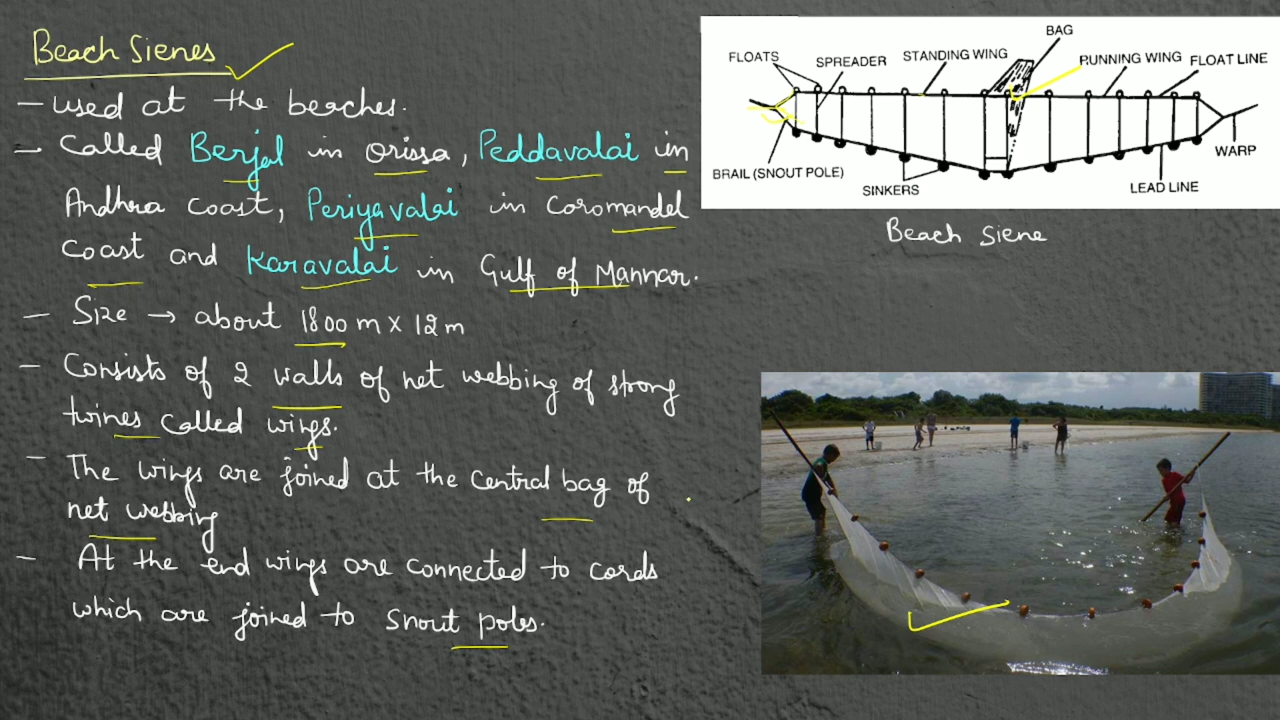 Beach Sienes
- used at the beaches.
- Called Berjal in Orissa, Peddavalai in
Andhra coast, Periyavalai in Coromandel
coast and Karavalai in Gulf of Mannar.
- Size → about 1800 m x 12 m
- Consists of 2 walls of net webbing of strong
twines called wings.
- The wings are joined at the central bag of
net webbing
- At the end wings are connected to cords
which are joined to snout poles.
BAG
FLOATS
SPREADER
STANDING WING
RUNNING WING
FLOAT LINE
BRAIL (SNOUT POLE)
SINKERS
LEAD LINE
WARP
Beach Siene